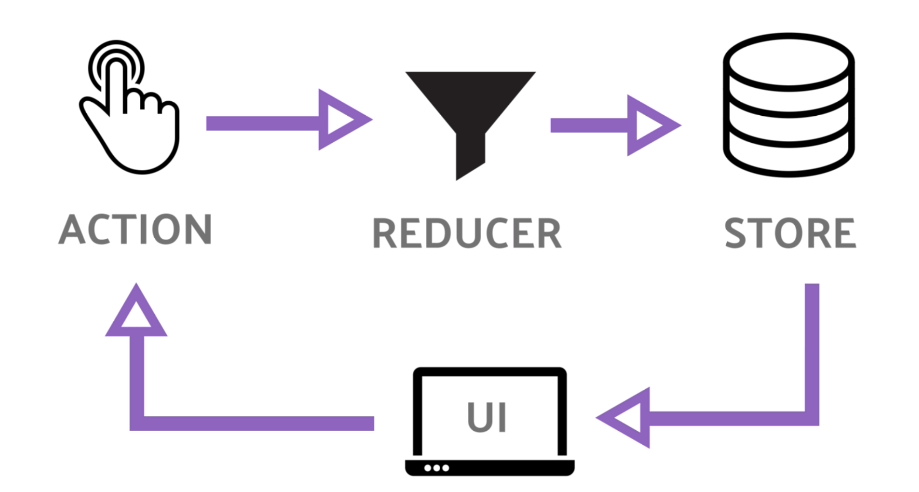 ACTION
REDUCER
STORE
UI